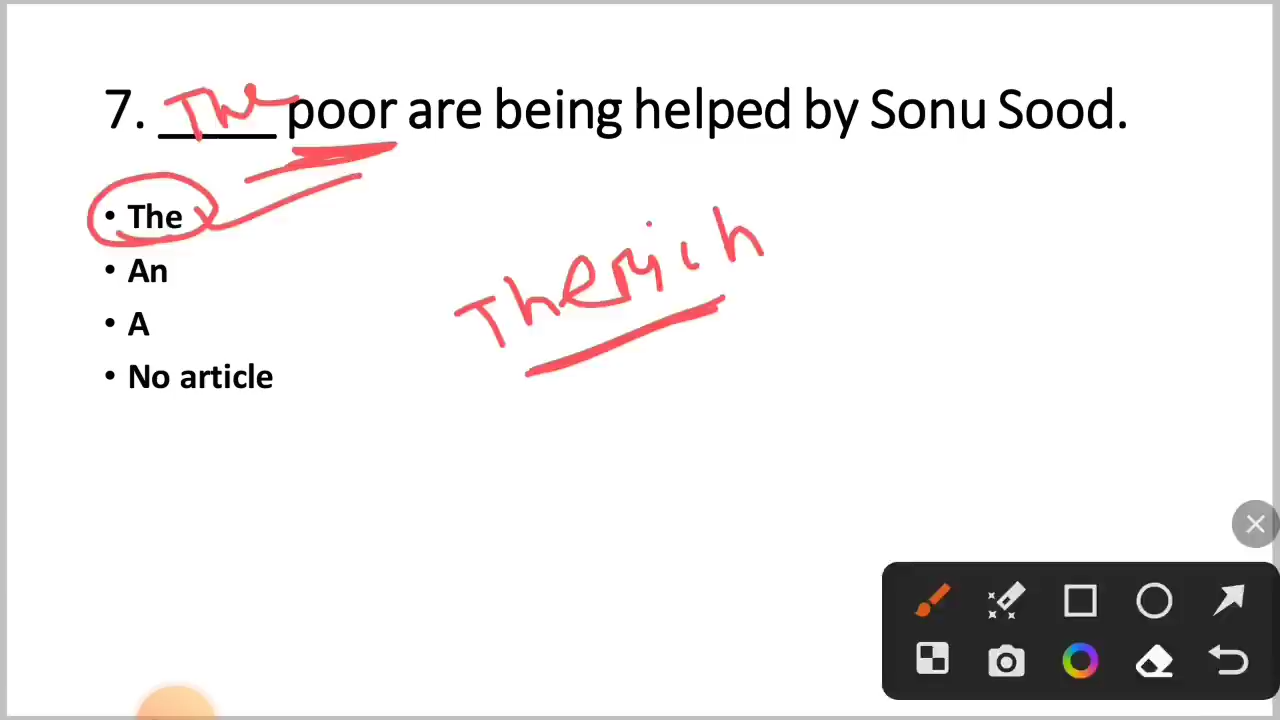 7. The poor are being helped by Sonu Sood.
• The
• An
• A
• No article
The rich